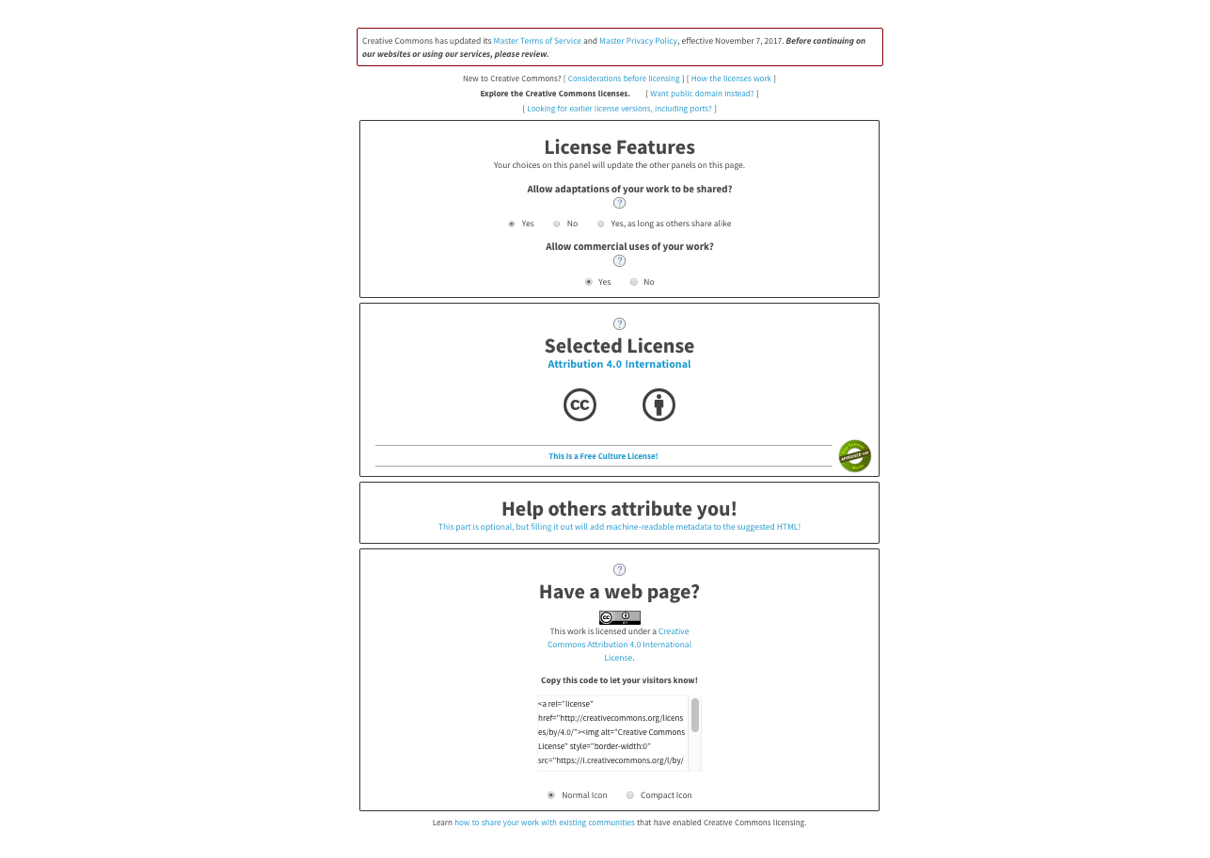 Creative Commons has updated its Master Terms of Service and Master Privacy Policy, effective November 7, 2017. Before continuing on
our websites or using our services, please review.
New to Creative Commons? [ Considerations before licensing ] [ How the licenses work ]
Explore the Creative Commons licenses. [ Want public domain instead? ]
[ Looking for earlier license versions, including ports? ]
License Features
Your choices on this panel will update the other panels on this page.
Allow adaptations of your work to be shared?
?
Yes No Yes, as long as others share alike
Allow commercial uses of your work?
?
Yes No
?
Selected License
Attribution 4.0 International
cc
This is a Free Culture License!
APPROVED FOR
Help others attribute you!
This part is optional, but filling it out will add machine-readable metadata to the suggested HTML!
?
Have a web page?
cc
BY
This work is licensed under a Creative
Commons Attribution 4.0 International
License.
Copy this code to let your visitors know!
<a rel="license"
href="http://creativecommons.org/licens
es/by/4.0/"><img alt="Creative Commons
License" style="border-width:0"
src="https://i.creativecommons.org/l/by/
Normal Icon Compact Icon
Learn how to share your work with existing communities that have enabled Creative Commons licensing.